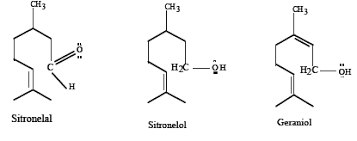 CH3 CH3 CH3
C O H2C OH H2C OH
H
Sitronelal Sitronelol Geraniol